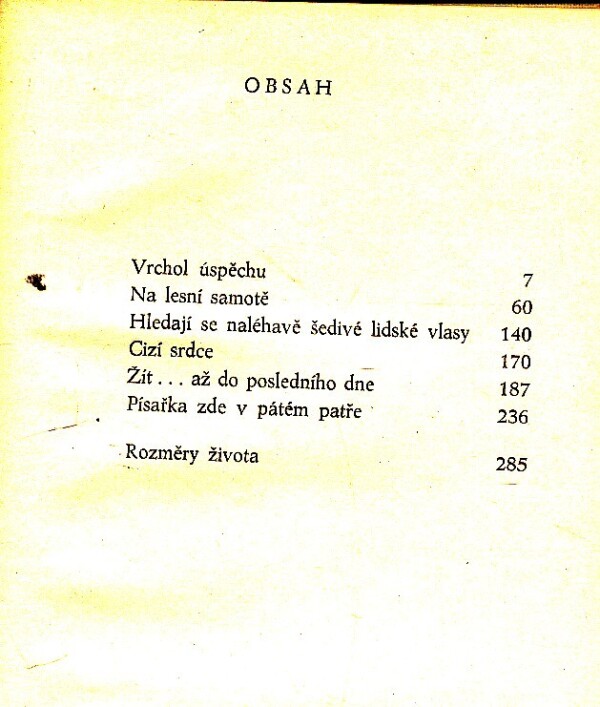 OBSAH
Vrchol úspěchu 7
Na lesní samotě 60
Hledají se naléhavě šedivé lidské vlasy 140
Cizí srdce 170
Žít... až do posledního dne 187
Písařka zde v pátém patře 236
Rozměry života 285